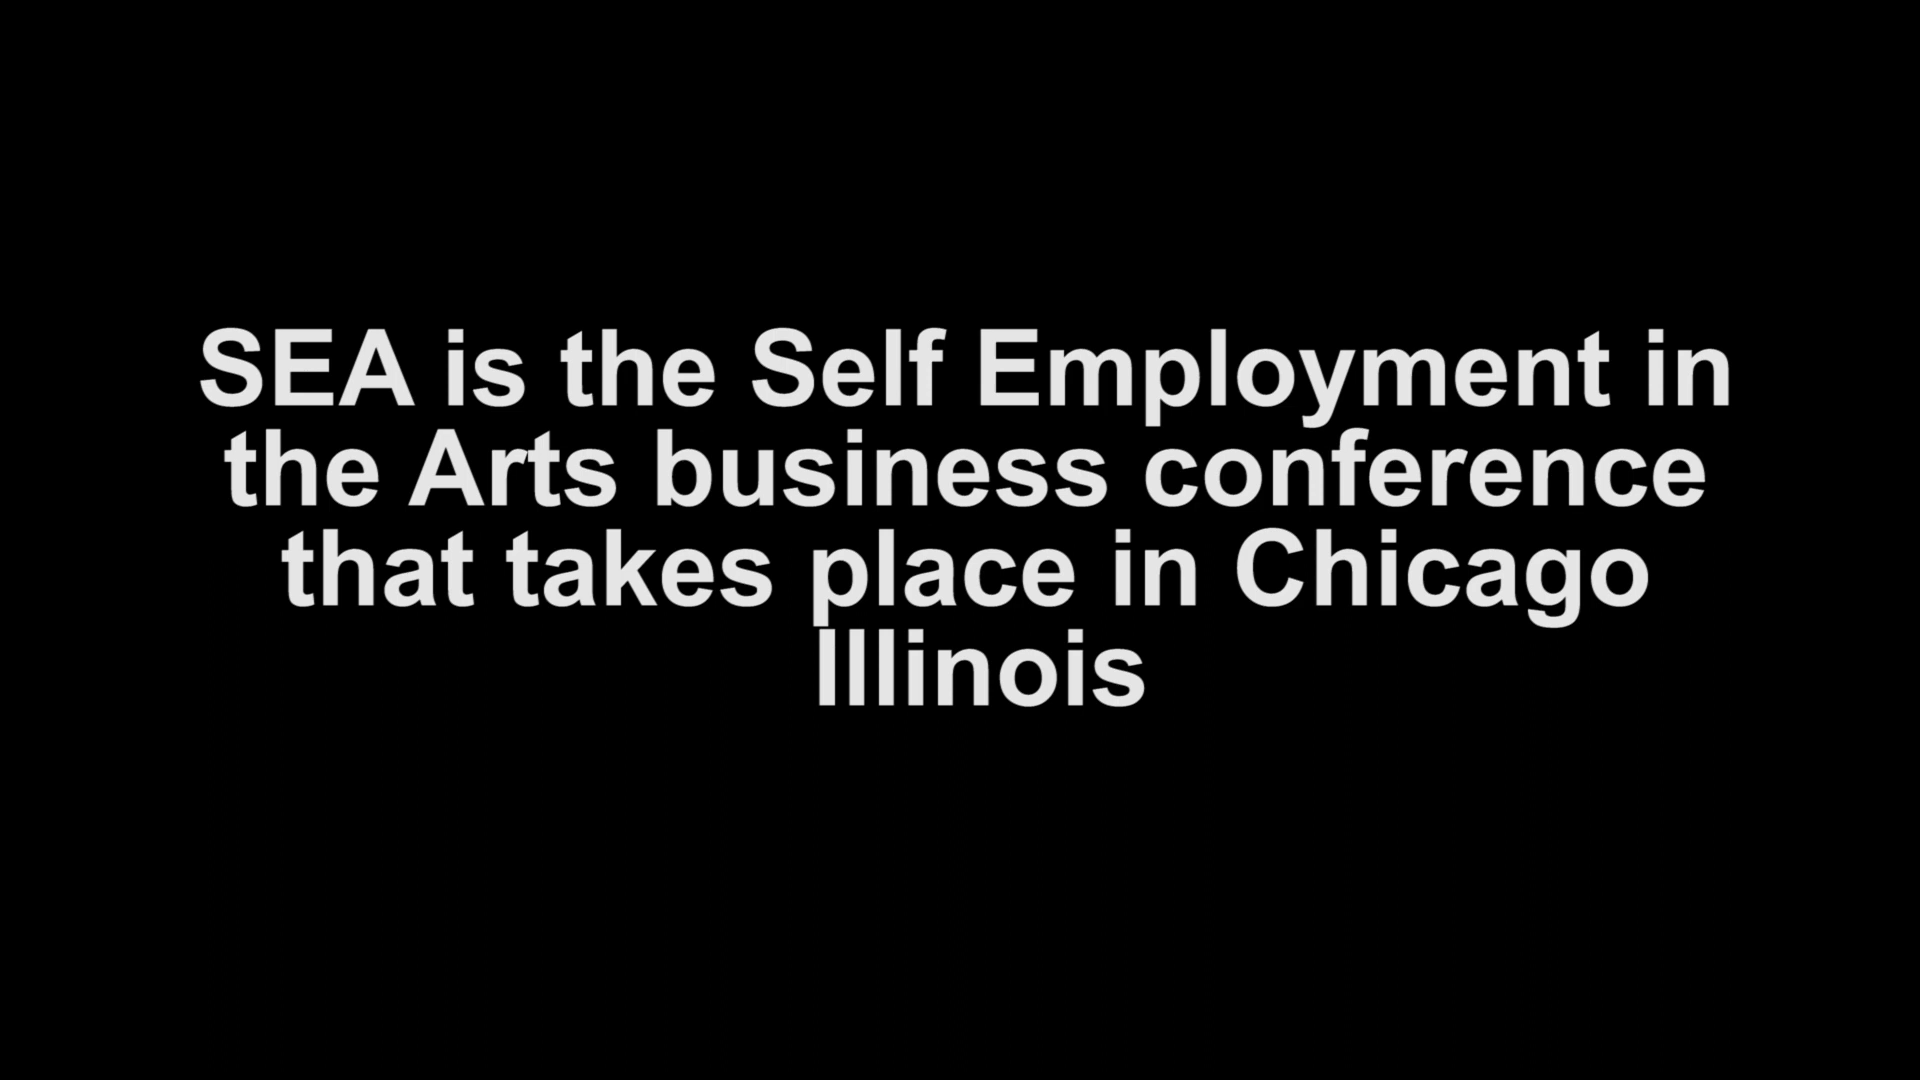 SEA is the Self Employment in
the Arts business conference
that takes place in Chicago
Illinois